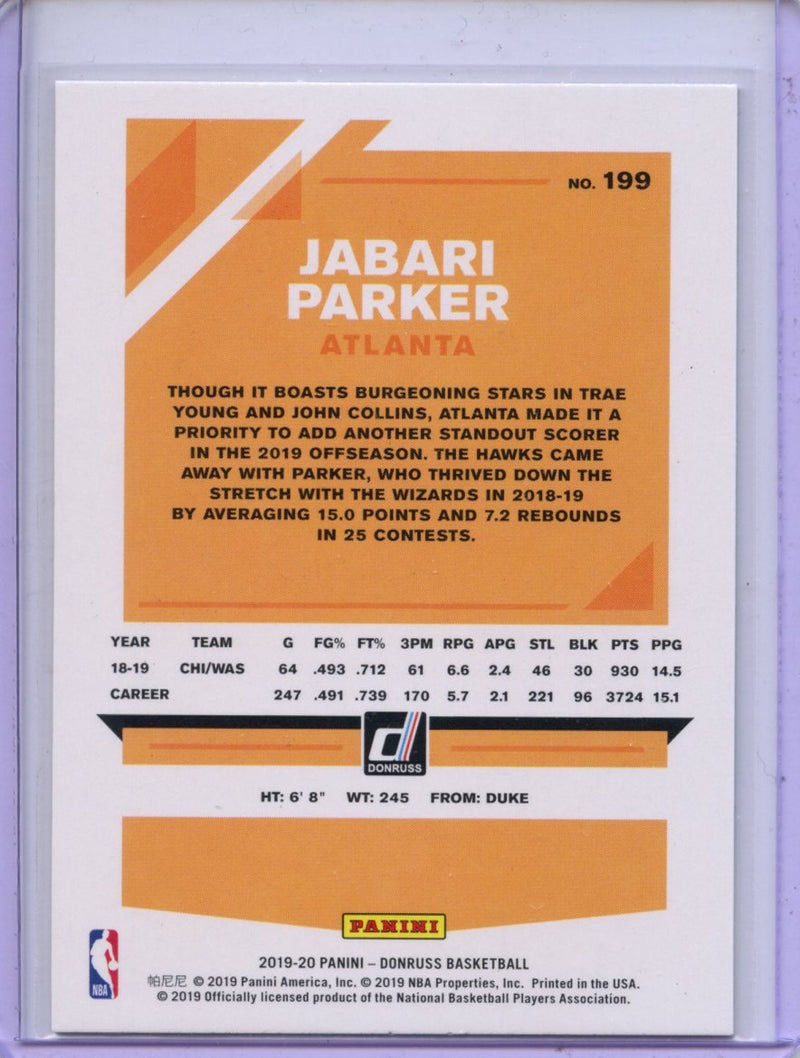 NO. 199
JABARI
PARKER
ATLANTA
THOUGH IT BOASTS BURGEONING STARS IN TRAE
YOUNG AND JOHN COLLINS, ATLANTA MADE IT A
PRIORITY TO ADD ANOTHER STANDOUT SCORER
IN THE 2019 OFFSEASON. THE HAWKS CAME
AWAY WITH PARKER, WHO THRIVED DOWN THE
STRETCH WITH THE WIZARDS IN 2018-19
BY AVERAGING 15.0 POINTS AND 7.2 REBOUNDS
IN 25 CONTESTS.
YEAR TEAM G FG% FT% 3PM RPG APG STL BLK PTS PPG
18-19 CHI/WAS 64 .493 .712 61 6.6 2.4 46 30 930 14.5
CAREER 247 .491 .739 170 5.7 2.1 221 96 3724 15.1
d
DONRUSS
HT: 6' 8" WT: 245 FROM: DUKE
PANINI
2019-20 PANINI – DONRUSS BASKETBALL
帕尼尼 © 2019 Panini America, Inc. © 2019 NBA Properties, Inc. Printed in the USA.
© 2019 Officially licensed product of the National Basketball Players Association.
NBA